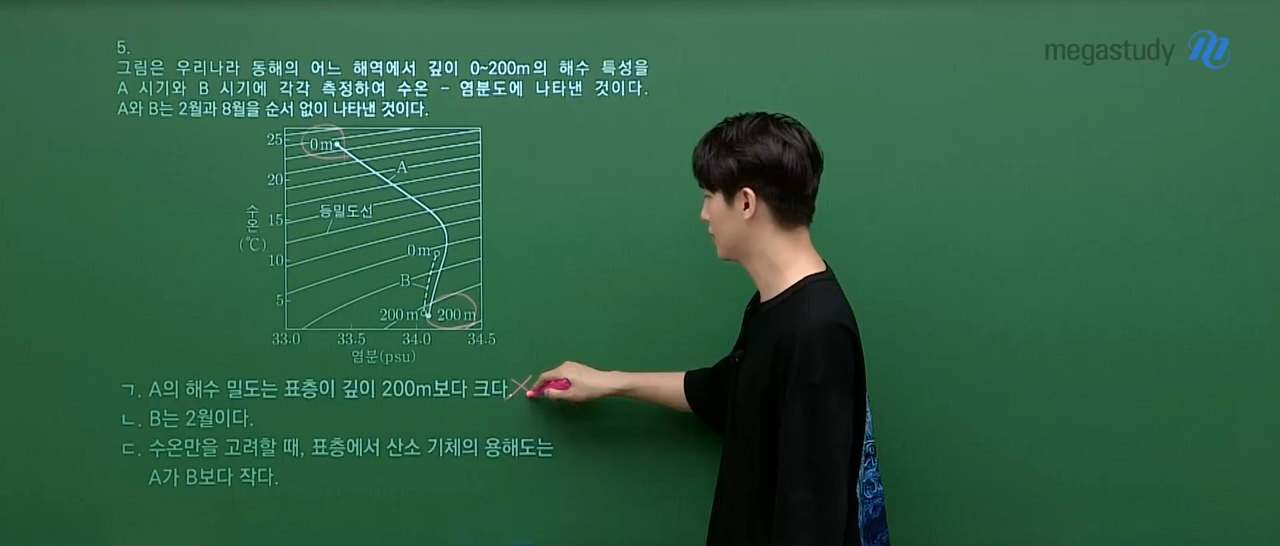 megastudy
5.
그림은 우리나라 동해의 어느 해역에서 깊이 0~200m의 해수 특성을
A 시기와 B 시기에 각각 측정하여 수온 - 염분도에 나타낸 것이다.
A와 B는 2월과 8월을 순서 없이 나타낸 것이다.
25
0m
A
20
등밀도선
15
수온
(℃)
0m
10
B
5
200m
200m
33.0 33.5 34.0 34.5
염분(psu)
ㄱ. A의 해수 밀도는 표층이 깊이 200m보다 크다.
ㄴ. B는 2월이다.
ㄷ. 수온만을 고려할 때, 표층에서 산소 기체의 용해도는
A가 B보다 작다.